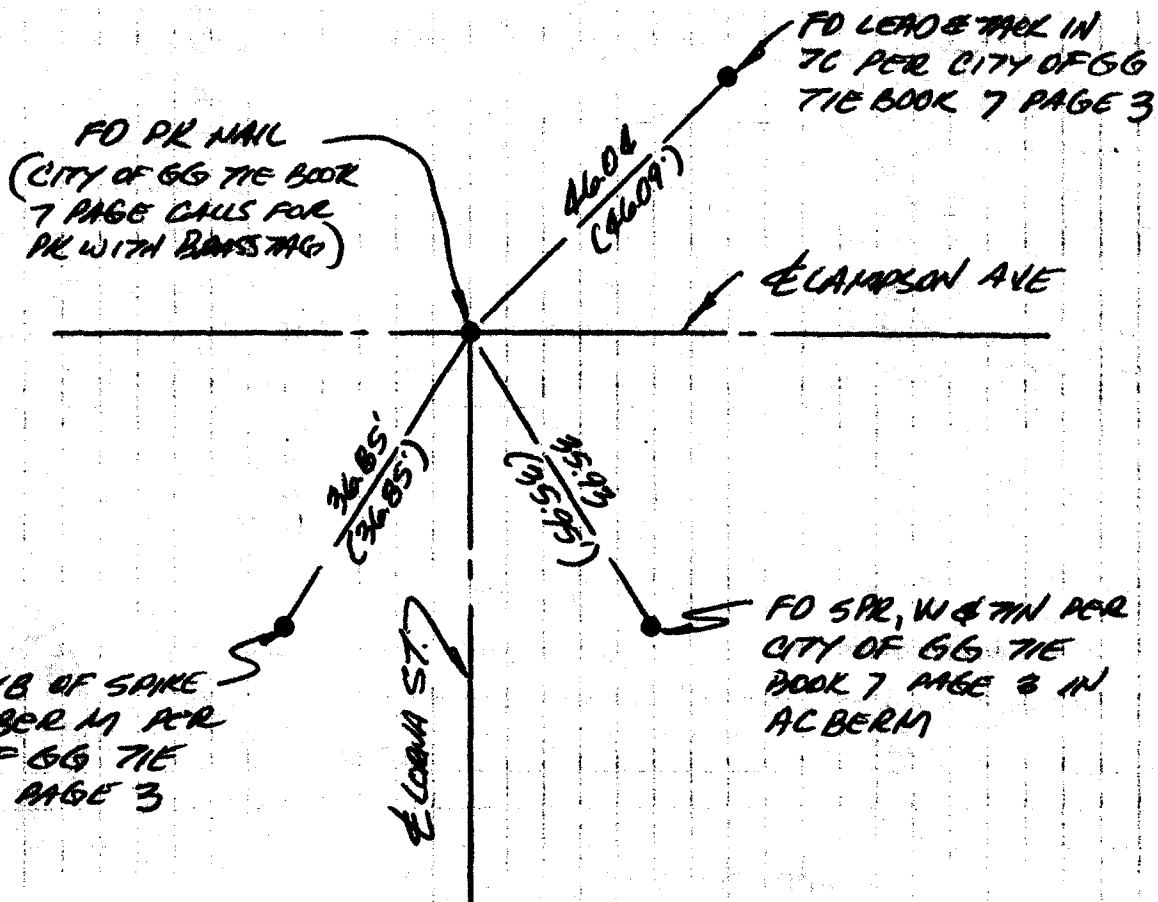 FD LEAD & TACK IN
TC PER CITY OF GG
TIE BOOK 7 PAGE 3
FD PK NAIL
(CITY OF GG TIE BOOK
7 PAGE CALLS FOR
PK WITH BRASS TAG)
46.04
(46.09')
℄ LAMPSON AVE
36.85'
(36.85')
35.93
(35.95')
℄ LORNA ST.
FD SPK, W & TIN PER
CITY OF GG TIE
BOOK 7 PAGE 3 IN
AC BERM
OF SPIKE
BERM PER
GG TIE
PAGE 3